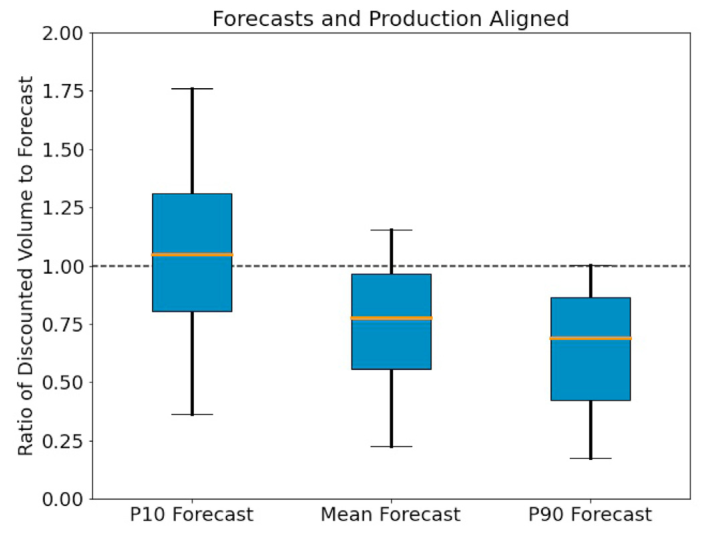 Forecasts and Production Aligned
Ratio of Discounted Volume to Forecast
2.00
1.75
1.50
1.25
1.00
0.75
0.50
0.25
0.00
P10 Forecast
Mean Forecast
P90 Forecast